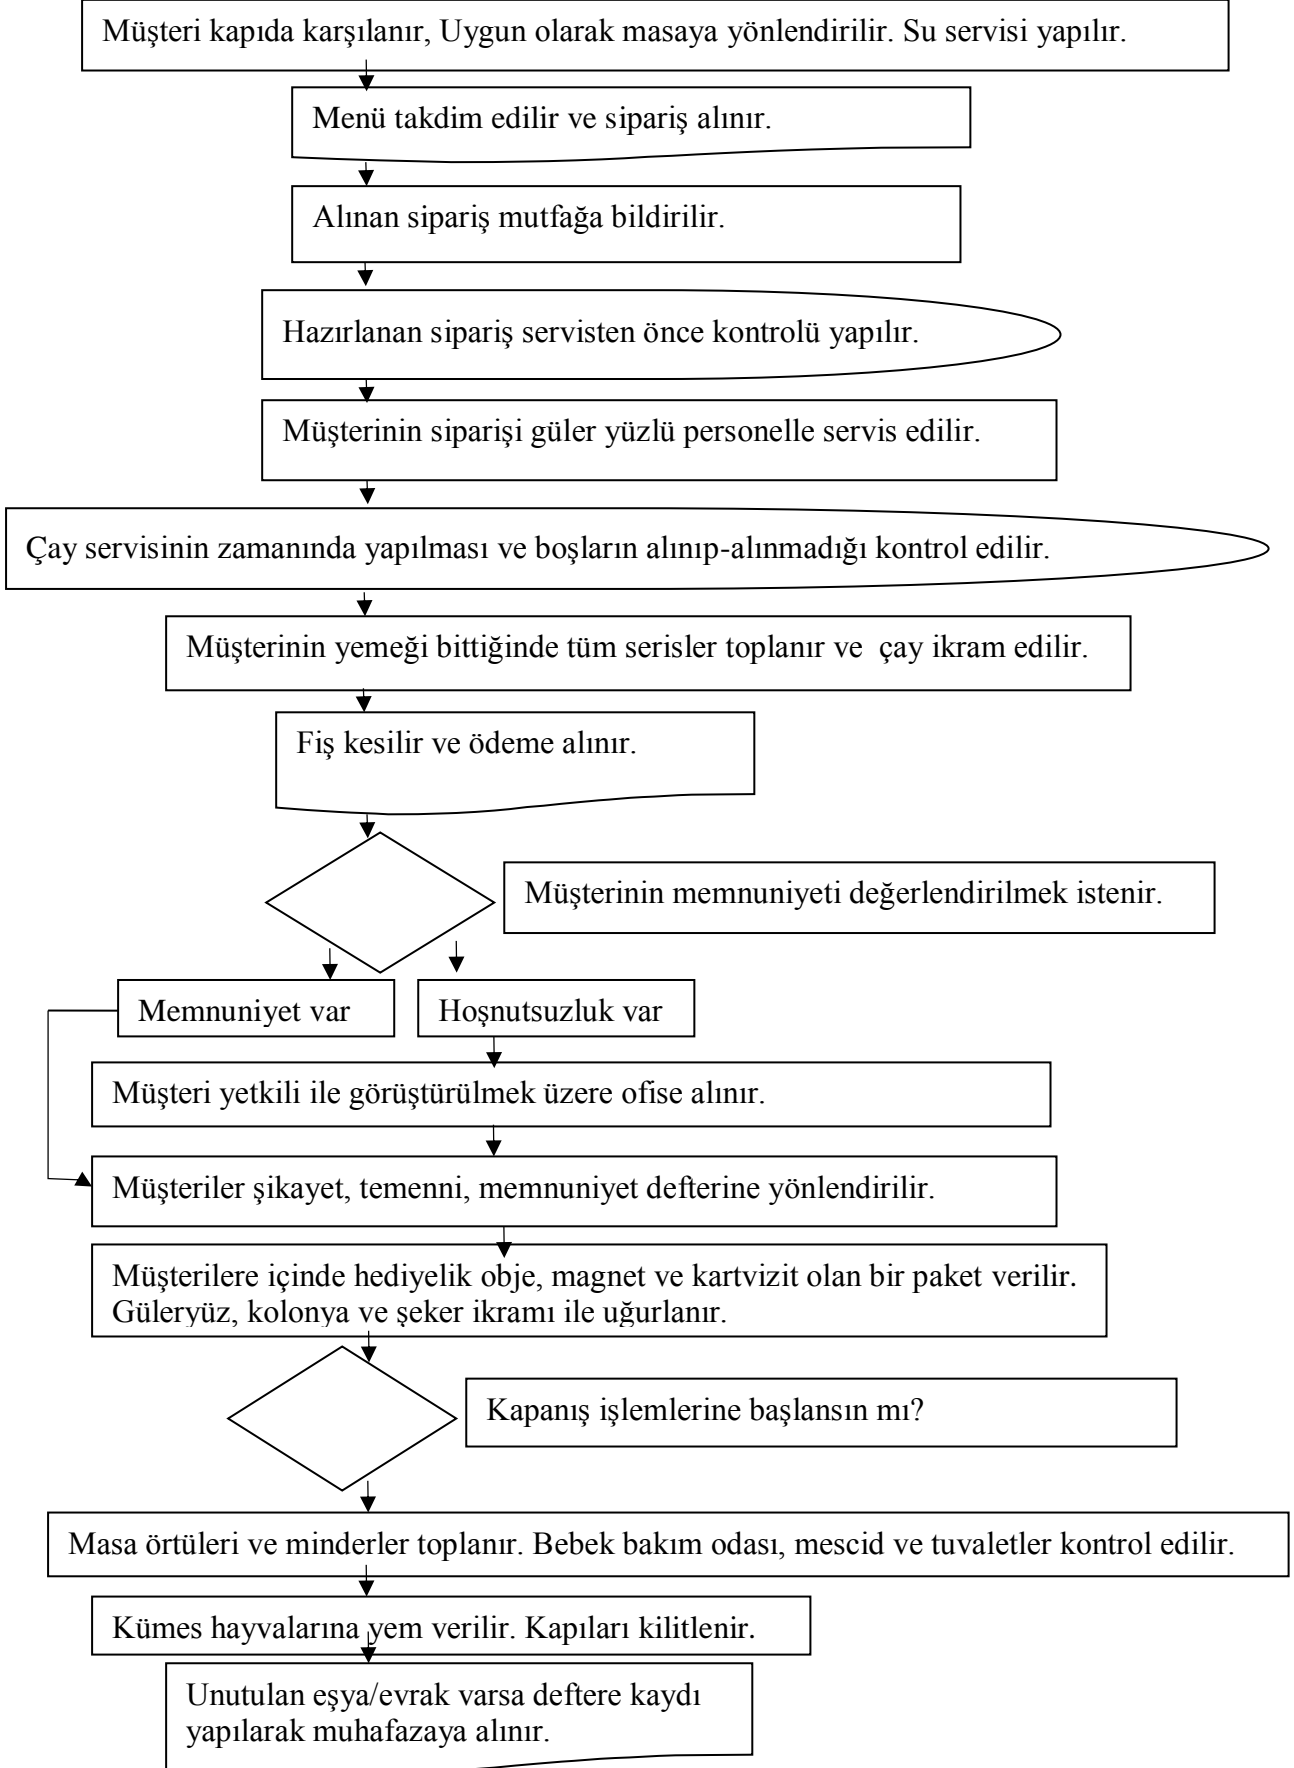 Müşteri kapıda karşılanır, Uygun olarak masaya yönlendirilir. Su servisi yapılır.
Menü takdim edilir ve sipariş alınır.
Alınan sipariş mutfağa bildirilir.
Hazırlanan sipariş servisten önce kontrolü yapılır.
Müşterinin siparişi güler yüzlü personelle servis edilir.
Çay servisinin zamanında yapılması ve boşların alınıp-alınmadığı kontrol edilir.
Müşterinin yemeği bittiğinde tüm serisler toplanır ve  çay ikram edilir.
Fiş kesilir ve ödeme alınır.
Müşterinin memnuniyeti değerlendirilmek istenir.
Memnuniyet var
Hoşnutsuzluk var
Müşteri yetkili ile görüştürülmek üzere ofise alınır.
Müşteriler şikayet, temenni, memnuniyet defterine yönlendirilir.
Müşterilere içinde hediyelik obje, magnet ve kartvizit olan bir paket verilir.
Güleryüz, kolonya ve şeker ikramı ile uğurlanır.
Kapanış işlemlerine başlansın mı?
Masa örtüleri ve minderler toplanır. Bebek bakım odası, mescid ve tuvaletler kontrol edilir.
Kümes hayvalarına yem verilir. Kapıları kilitlenir.
Unutulan eşya/evrak varsa deftere kaydı
yapılarak muhafazaya alınır.